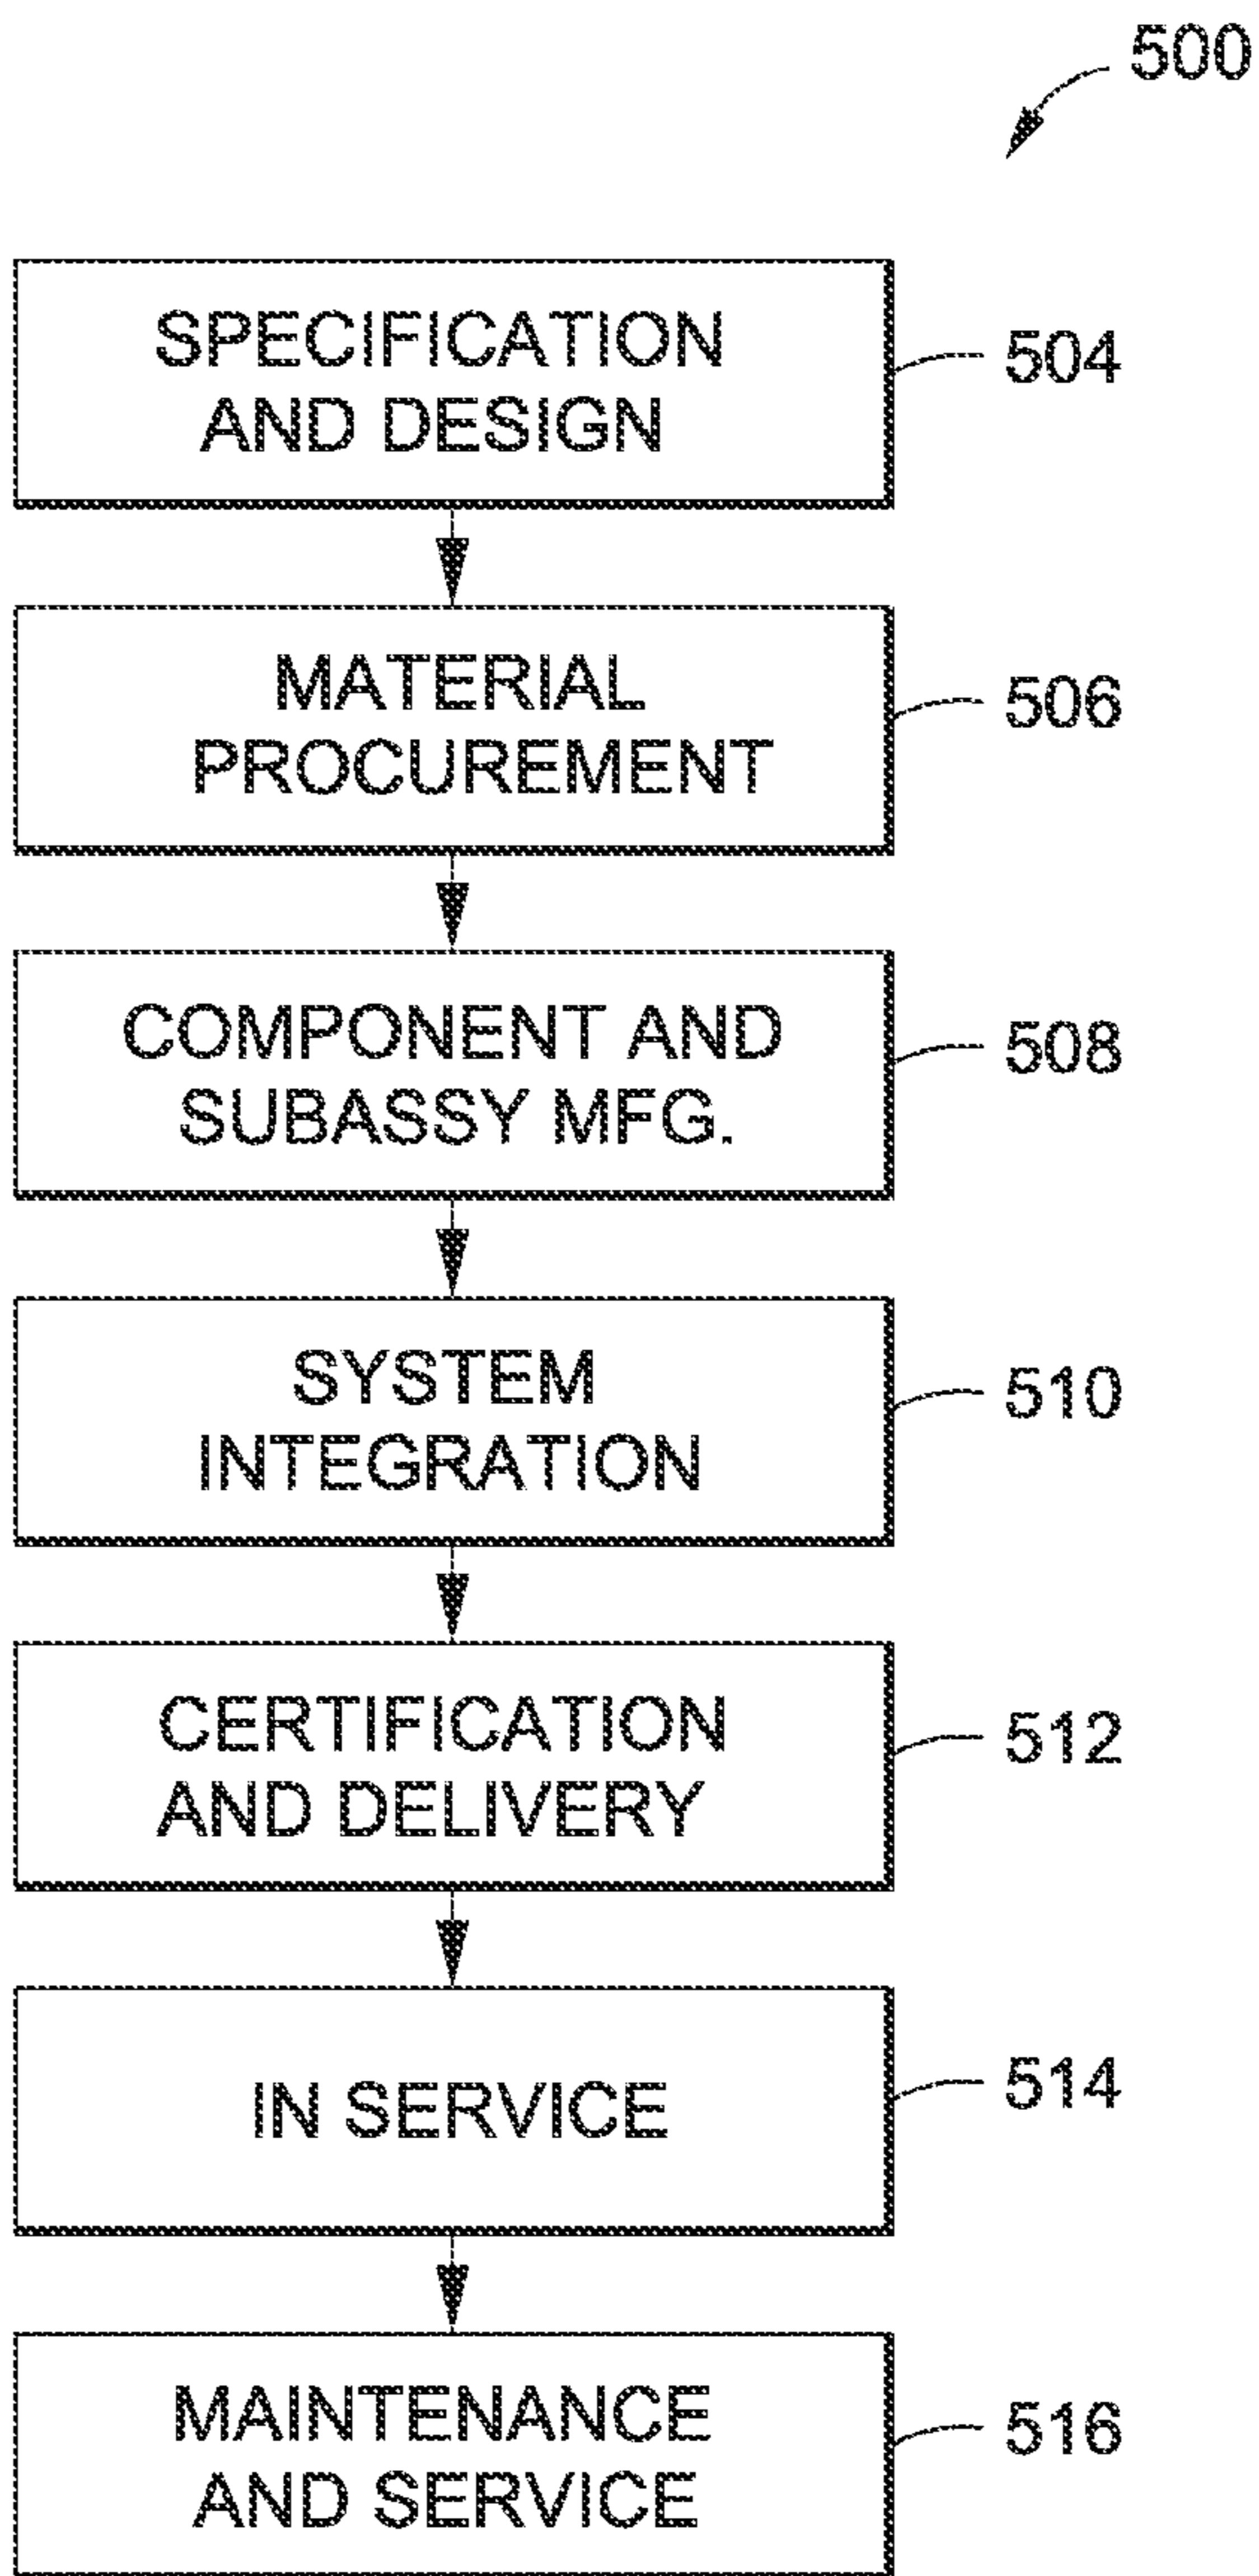 500
SPECIFICATION
AND DESIGN
504
MATERIAL
PROCUREMENT
506
COMPONENT AND
SUBASSY MFG.
508
SYSTEM
INTEGRATION
510
CERTIFICATION
AND DELIVERY
512
IN SERVICE
514
MAINTENANCE
AND SERVICE
516